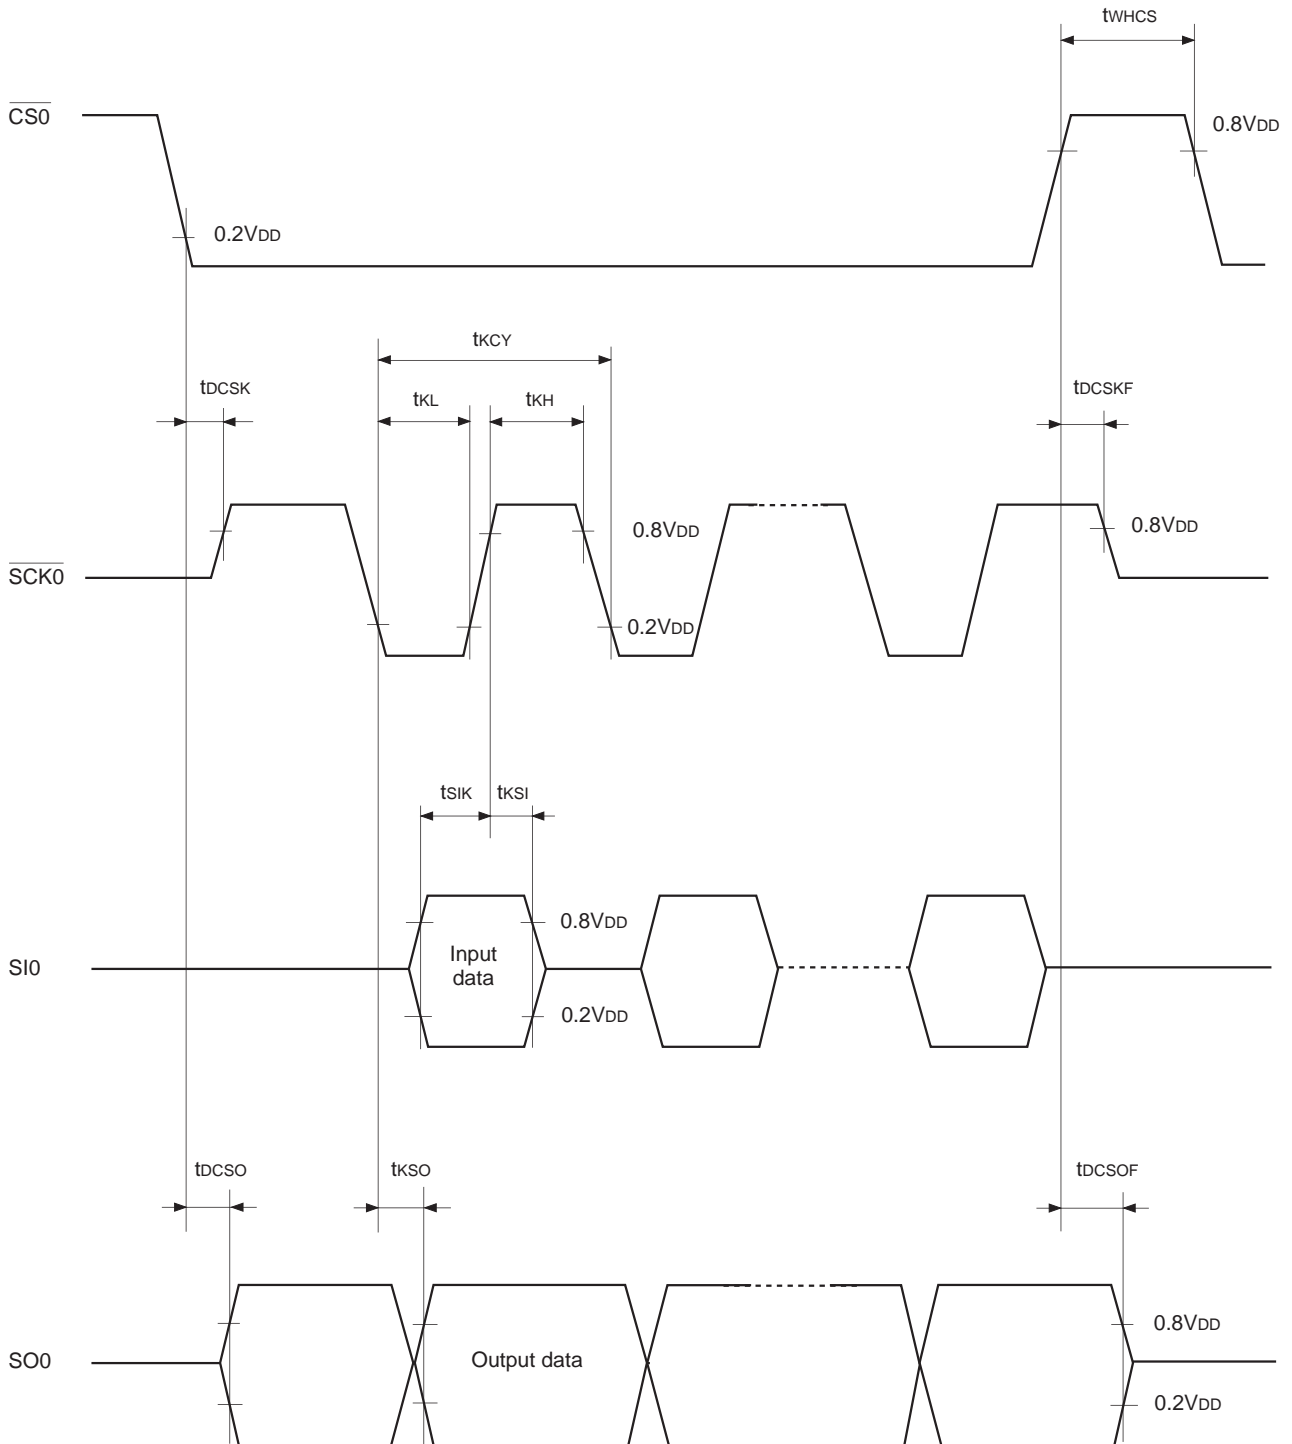 tWHCS
CS0
0.8VDD
0.2VDD
tKCY
tDCSK
tKL
tKH
tDCSKF
0.8VDD
0.8VDD
SCK0
0.2VDD
tSIK
tKSI
0.8VDD
Input
data
SI0
0.2VDD
tDCSO
tKSO
tDCSOF
0.8VDD
SO0
Output data
0.2VDD